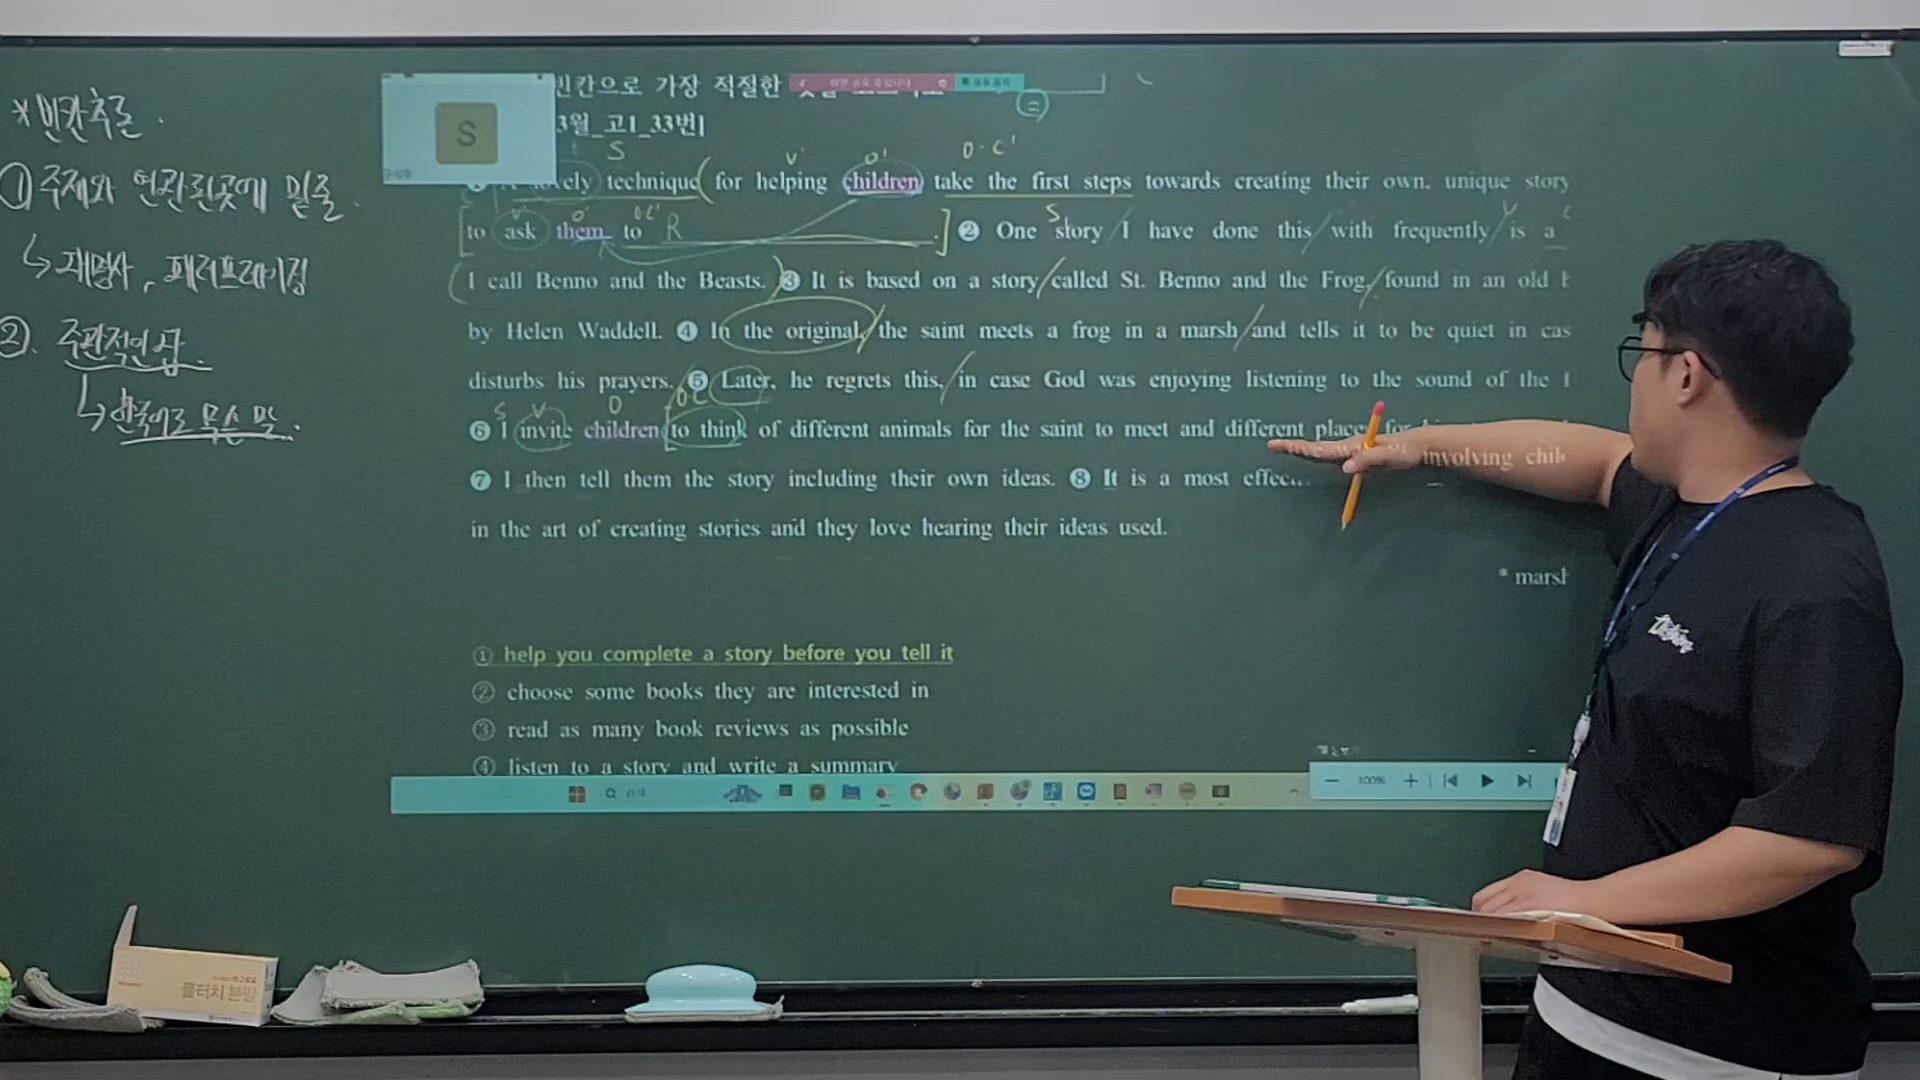 * 빈칸추론.
① 주제와 연관된곳에 밑줄.
↳ 재명사, 패러프레이징
②. 주관적인 답.
↳ 한국어로 무슨 말.
빈칸으로 가장 적절한
3월_고1_33번]
S
S V' O' O·C'
lovely technique for helping children take the first steps towards creating their own. unique story
V' O' O·C' S V
to ask them to R . ② One story I have done this with frequently is a
I call Benno and the Beasts. ③ It is based on a story called St. Benno and the Frog, found in an old
by Helen Waddell. ④ In the original, the saint meets a frog in a marsh and tells it to be quiet in cas
disturbs his prayers. ⑤ Later, he regrets this, in case God was enjoying listening to the sound of the
S V O O·C
⑥ I invite children to think of different animals for the saint to meet and different places for
⑦ I then tell them the story including their own ideas. ⑧ It is a most effec involving chil
in the art of creating stories and they love hearing their ideas used.
* marsh
① help you complete a story before you tell it
② choose some books they are interested in
③ read as many book reviews as possible
④ listen to a story and write a summary
100%
풀터치 분필